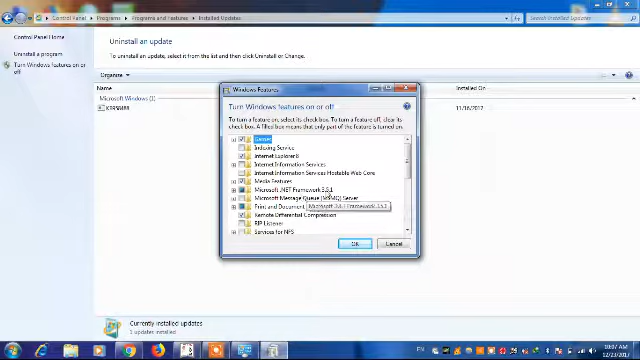 Control Panel ▸ Programs ▸ Programs and Features ▸ Installed Updates
Search Installed Updates
Control Panel Home
Uninstall a program
Turn Windows features on or off
Uninstall an update
To uninstall an update, select it from the list and then click Uninstall or Change.
Organize
Name
Installed On
Microsoft Windows (1)
KB958488
11/16/2017
Windows Features
Turn Windows features on or off
To turn a feature on, select its check box. To turn a feature off, clear its
check box. A filled box means that only part of the feature is turned on.
Games
Indexing Service
Internet Explorer 8
Internet Information Services
Internet Information Services Hostable Web Core
Media Features
Microsoft .NET Framework 3.5.1
Microsoft Message Queue (MSMQ) Server
Print and Document
Microsoft .NET Framework 3.5.1
Remote Differential Compression
RIP Listener
Services for NFS
OK
Cancel
Currently installed updates
1 updates installed
EN
10:07 AM
12/23/2017